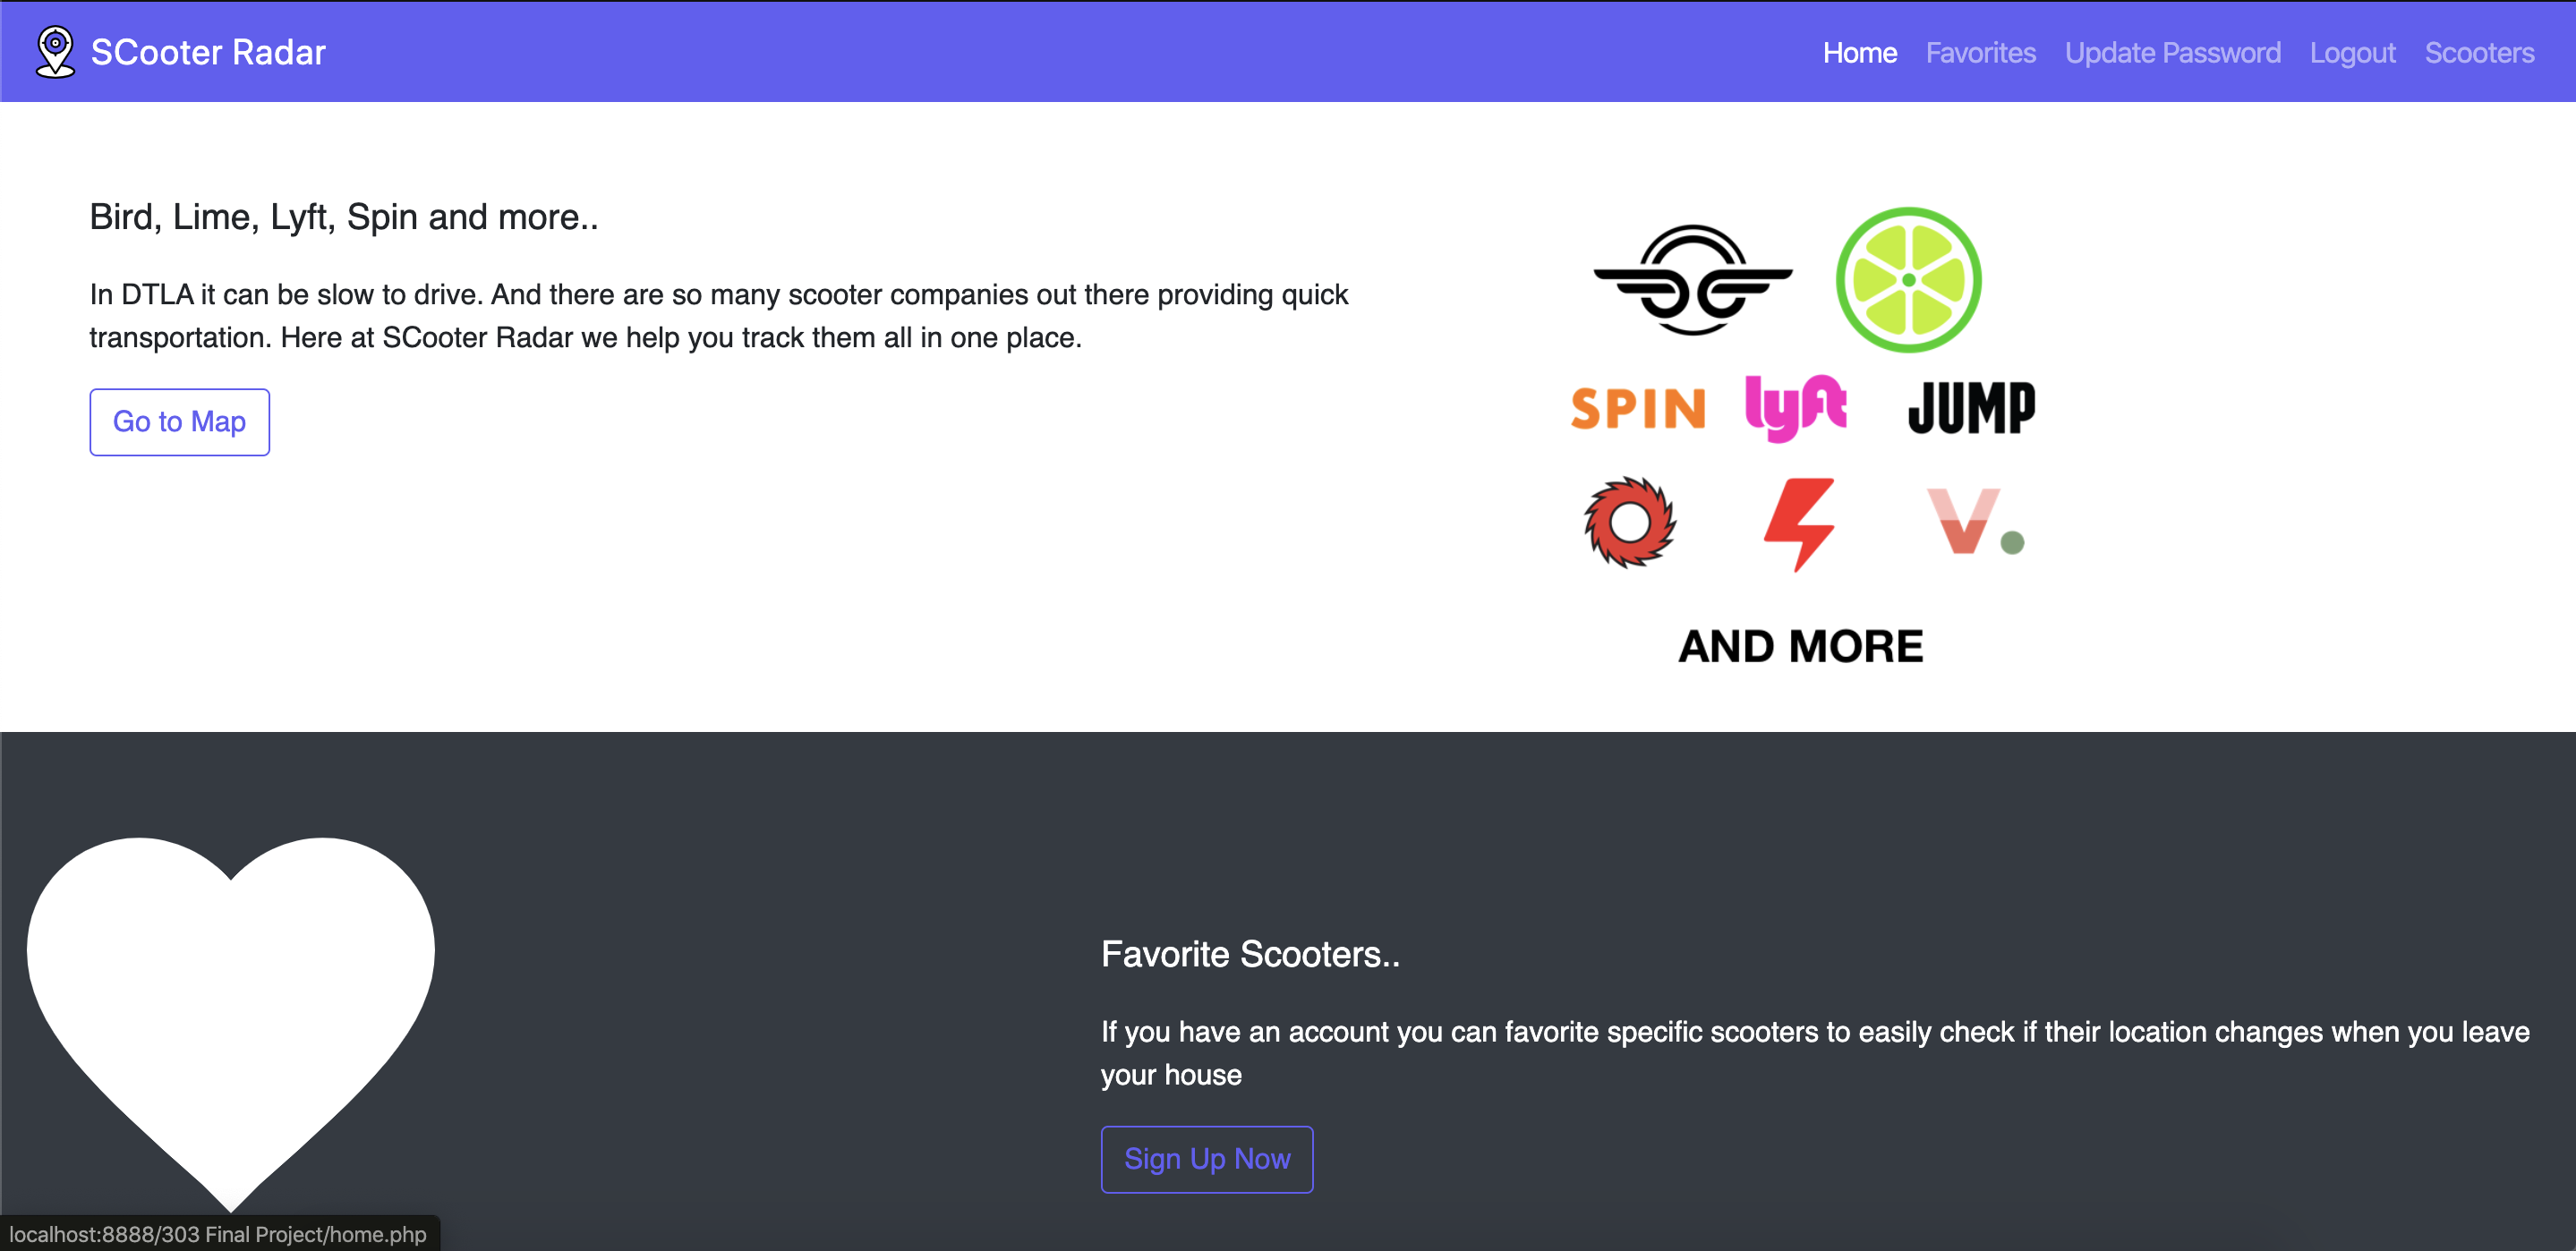 SCooter Radar
Home Favorites Update Password Logout Scooters
Bird, Lime, Lyft, Spin and more..
In DTLA it can be slow to drive. And there are so many scooter companies out there providing quick
transportation. Here at SCooter Radar we help you track them all in one place.
Go to Map
SPIN lyft JUMP
V.
AND MORE
Favorite Scooters..
If you have an account you can favorite specific scooters to easily check if their location changes when you leave
your house
Sign Up Now
localhost:8888/303 Final Project/home.php